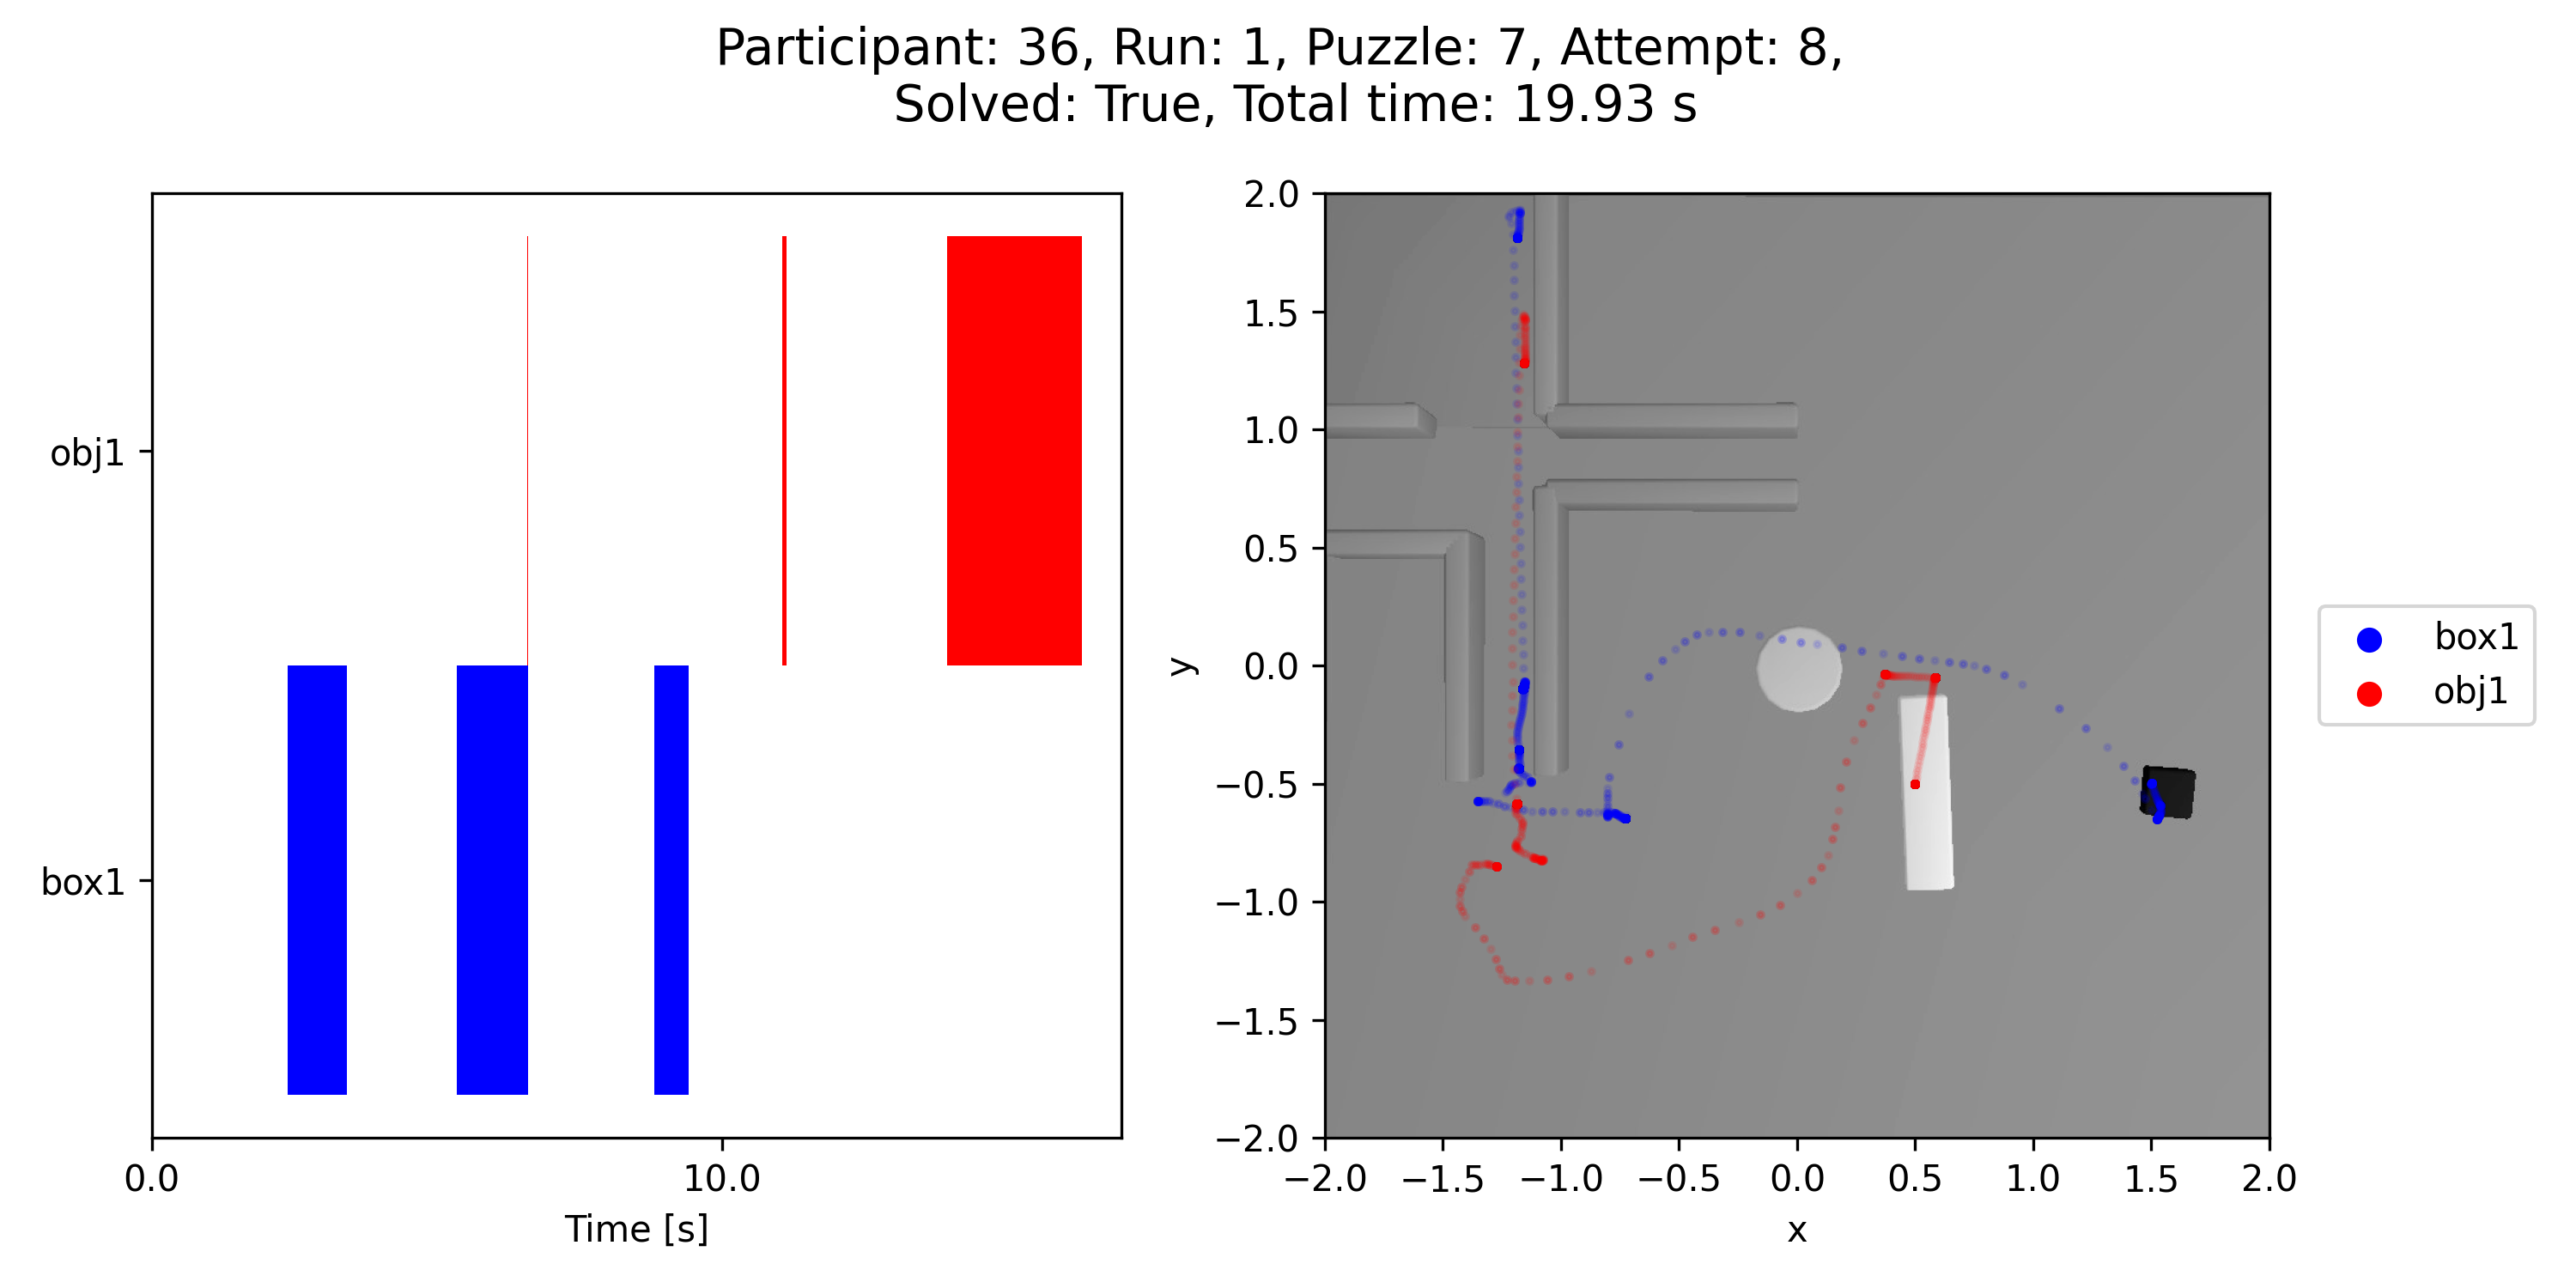 Participant: 36, Run: 1, Puzzle: 7, Attempt: 8,
Solved: True, Total time: 19.93 s
obj1
box1
0.0
10.0
Time [s]
2.0
1.5
1.0
0.5
0.0
−0.5
−1.0
−1.5
−2.0
y
−2.0
−1.5
−1.0
−0.5
0.0
0.5
1.0
1.5
2.0
x
box1
obj1